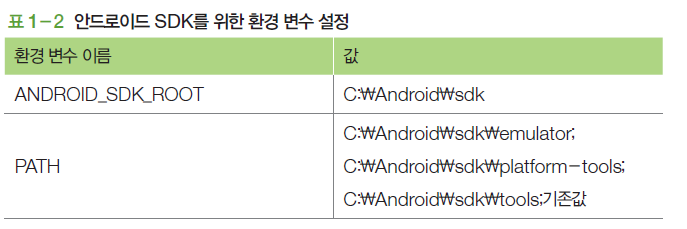 표 1-2 안드로이드 SDK를 위한 환경 변수 설정
환경 변수 이름 값
ANDROID_SDK_ROOT C:₩Android₩sdk
C:₩Android₩sdk₩emulator;
PATH C:₩Android₩sdk₩platform-tools;
C:₩Android₩sdk₩tools;기존값